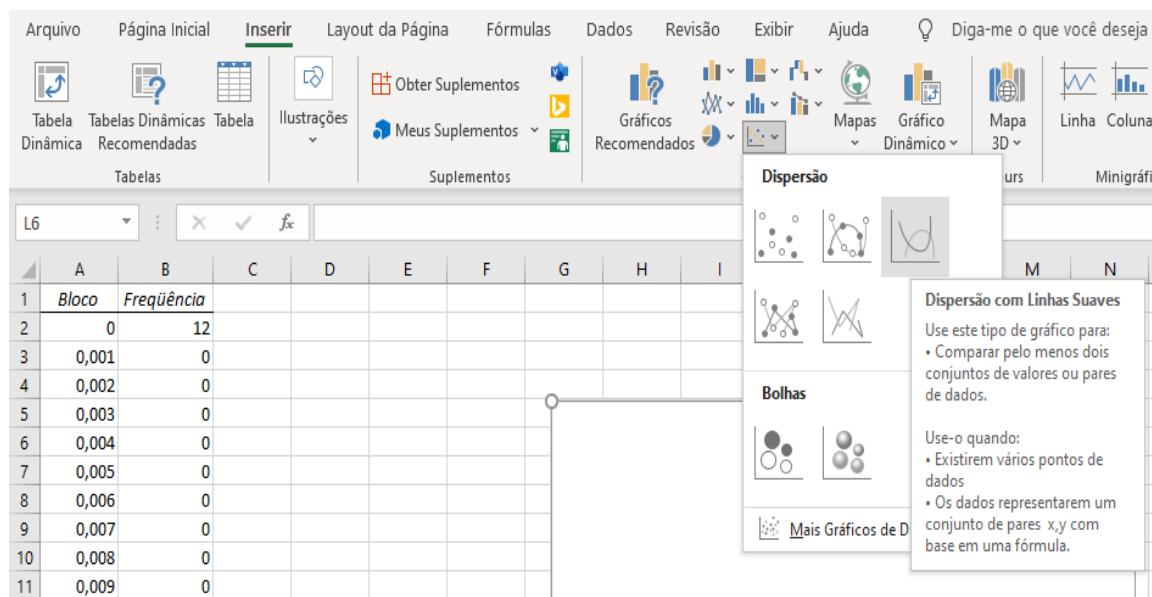 Arquivo Página Inicial Inserir Layout da Página Fórmulas Dados Revisão Exibir Ajuda Diga-me o que você deseja
Tabela Dinâmica
Tabelas Dinâmicas Recomendadas
Tabela
Tabelas
Ilustrações
Obter Suplementos
Meus Suplementos
Suplementos
Gráficos Recomendados
Mapas
Gráfico Dinâmico
Mapa 3D
urs
Linha
Coluna
Minigráfi
L6
fx
A B C D E F G H I M N
1 Bloco Freqüência
2 0 12
3 0,001 0
4 0,002 0
5 0,003 0
6 0,004 0
7 0,005 0
8 0,006 0
9 0,007 0
10 0,008 0
11 0,009 0
Dispersão
Bolhas
Mais Gráficos de D
Dispersão com Linhas Suaves
Use este tipo de gráfico para:
• Comparar pelo menos dois
conjuntos de valores ou pares
de dados.
Use-o quando:
• Existirem vários pontos de
dados
• Os dados representarem um
conjunto de pares x,y com
base em uma fórmula.